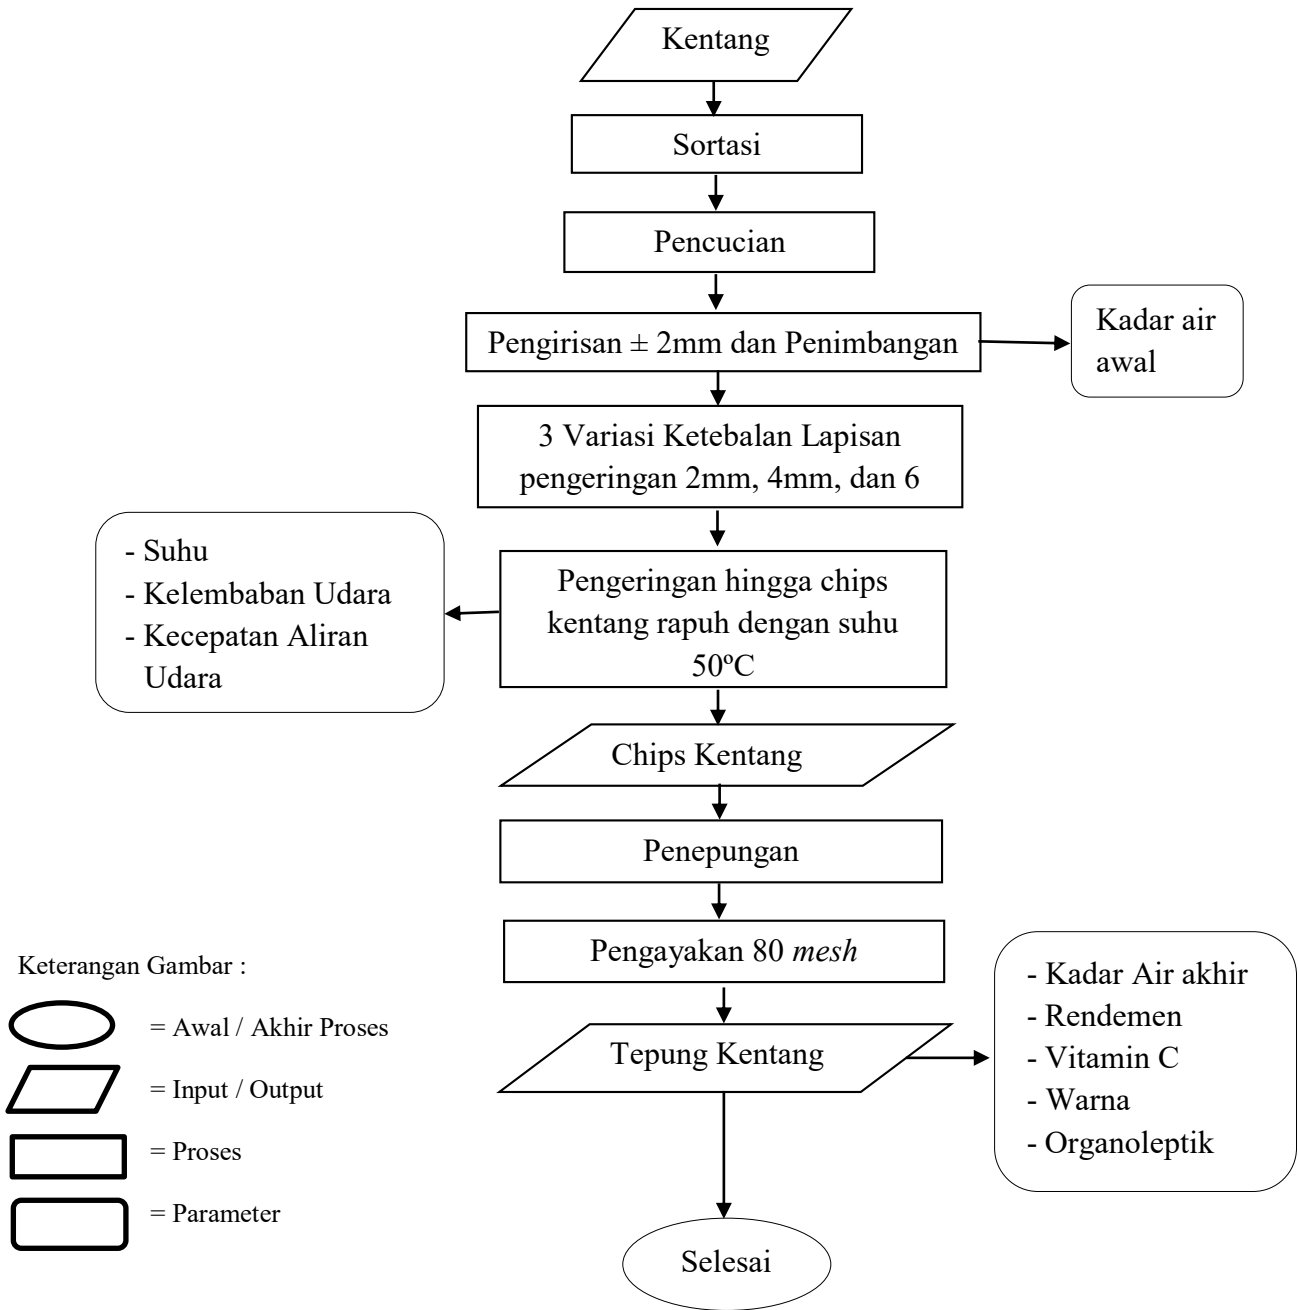 Kentang
Sortasi
Pencucian
Pengirisan ± 2mm dan Penimbangan
Kadar air
awal
3 Variasi Ketebalan Lapisan
pengeringan 2mm, 4mm, dan 6
- Suhu
- Kelembaban Udara
- Kecepatan Aliran
Udara
Pengeringan hingga chips
kentang rapuh dengan suhu
50ºC
Chips Kentang
Penepungan
Pengayakan 80 mesh
Tepung Kentang
- Kadar Air akhir
- Rendemen
- Vitamin C
- Warna
- Organoleptik
Selesai
Keterangan Gambar :
= Awal / Akhir Proses
= Input / Output
= Proses
= Parameter